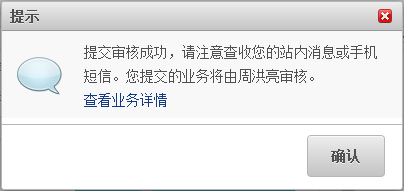 提示
提交审核成功，请注意查收您的站内消息或手机
短信。您提交的业务将由周洪亮审核。
查看业务详情
确认